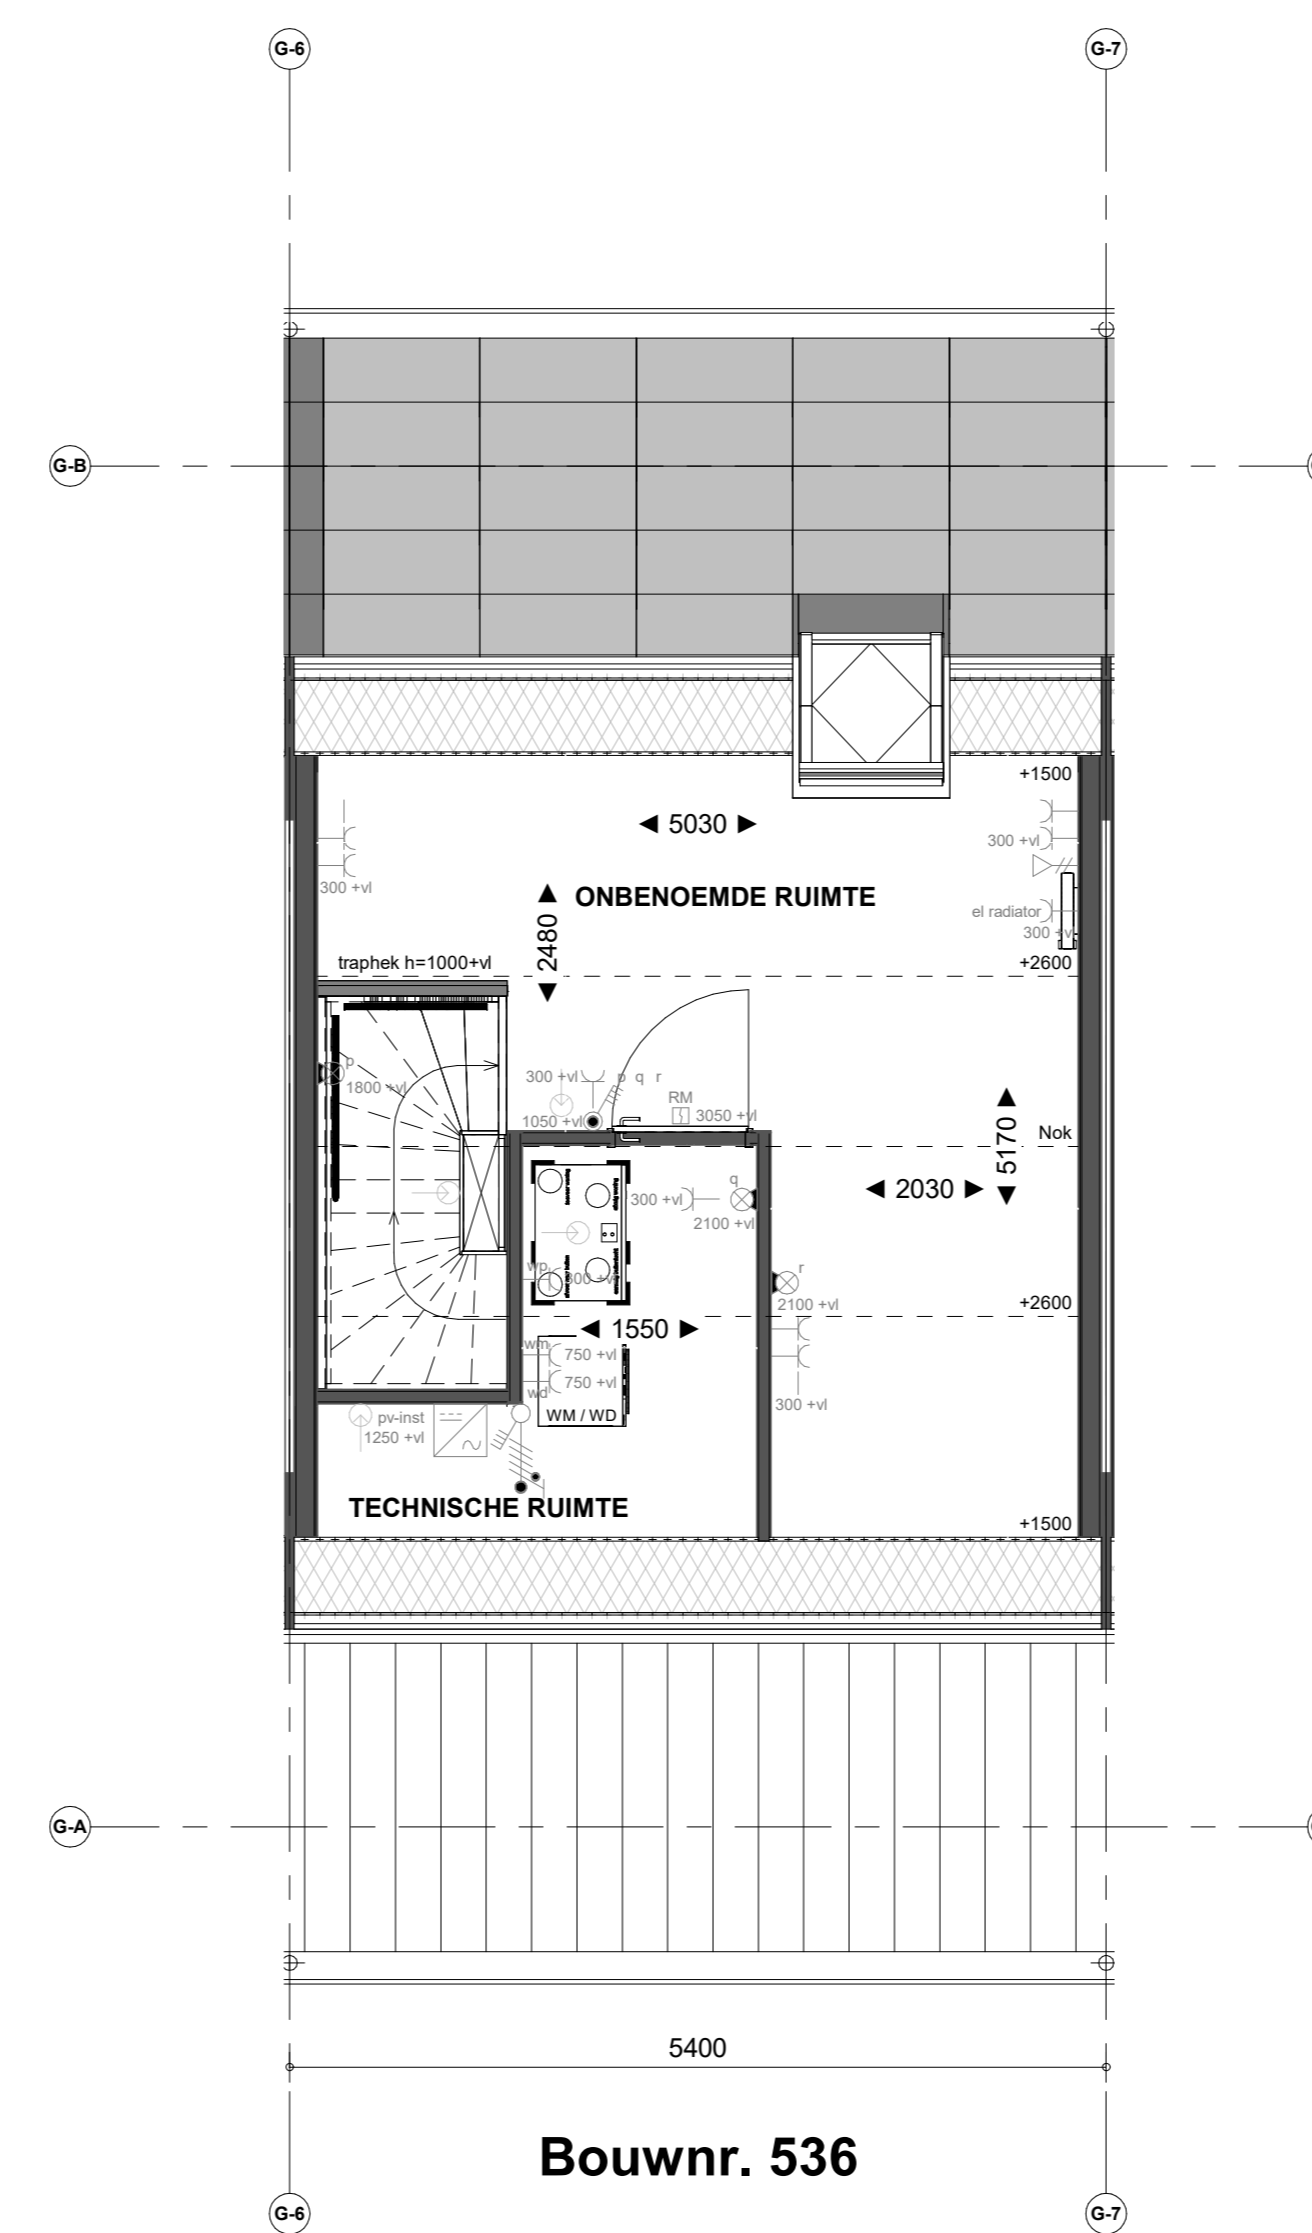 G-6 G-7
G-B
+1500
5030
300 +vl
300 +vl
ONBENOEMDE RUIMTE
el radiator
300 +vl
2480
traphek h=1000+vl
+2600
p
1800 +vl
300 +vl p q r
RM
1050 +vl 3050 +vl
Nok
5170
2030
q
300 +vl
2100 +vl
wp 300 +vl
r
2100 +vl
+2600
1550
wm 750 +vl
wd 750 +vl
300 +vl
WM / WD
pv-inst
1250 +vl
TECHNISCHE RUIMTE
+1500
G-A
5400
Bouwnr. 536
G-6 G-7